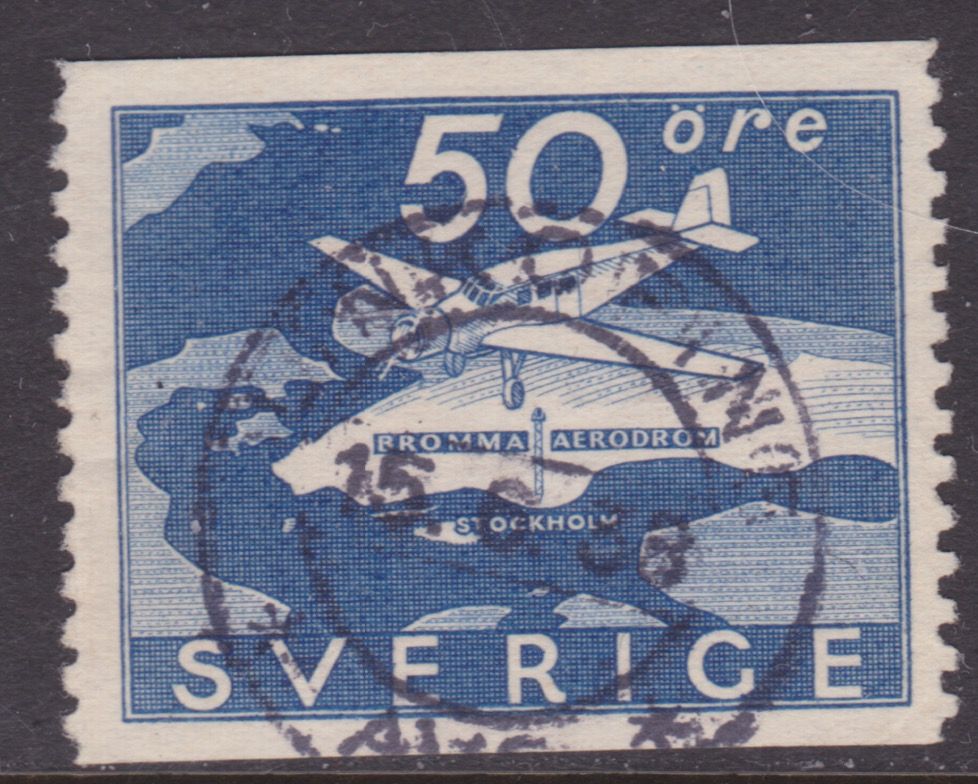 50 öre
BROMMA AERODROM
STOCKHOLM
SVERIGE